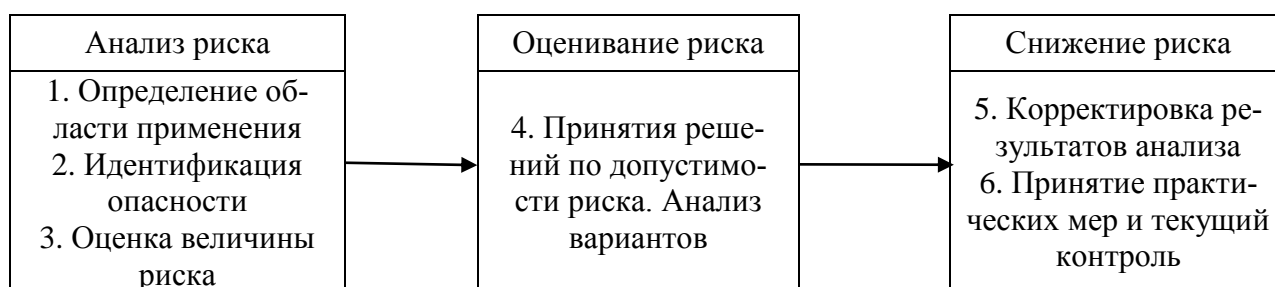 Анализ риска
1. Определение об-
ласти применения
2. Идентификация
опасности
3. Оценка величины
риска
Оценивание риска
4. Принятия реше-
ний по допустимо-
сти риска. Анализ
вариантов
Снижение риска
5. Корректировка ре-
зультатов анализа
6. Принятие практи-
ческих мер и текущий
контроль